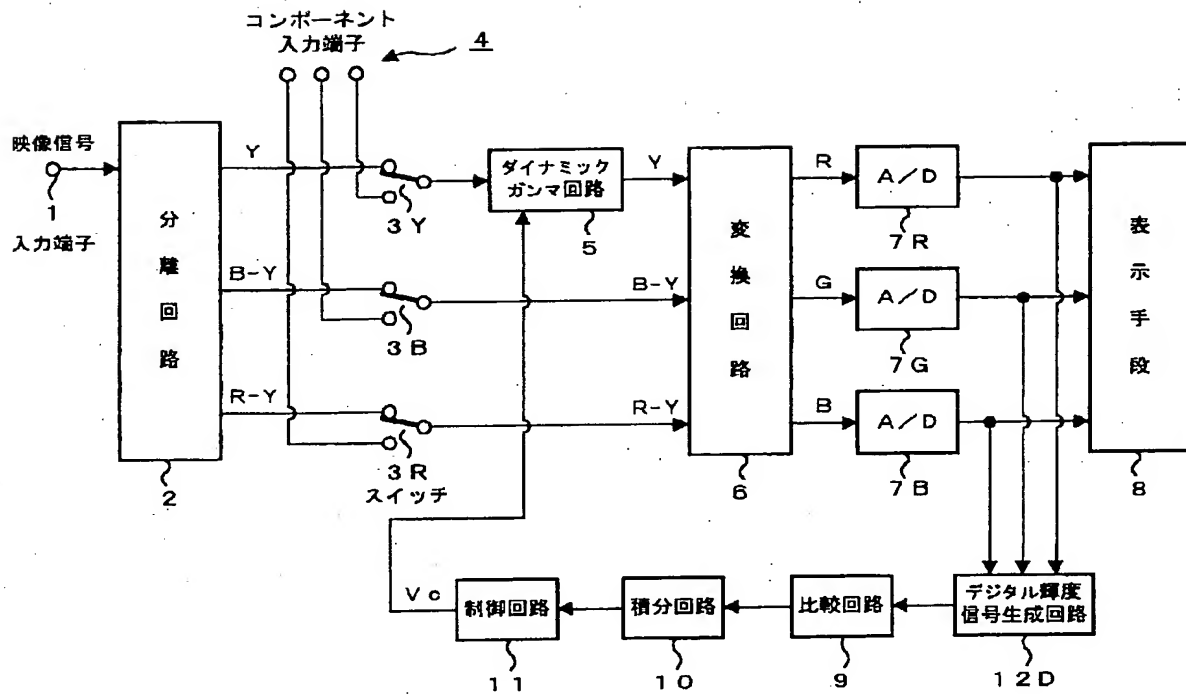 コンポーネント
入力端子
4
映像信号
1
入力端子
分離回路
2
Y
B-Y
R-Y
3Y
3B
3R
スイッチ
ダイナミック
ガンマ回路
5
Y
B-Y
R-Y
変換回路
6
R
G
B
A/D
7R
A/D
7G
A/D
7B
表示手段
8
Vc
制御回路
11
積分回路
10
比較回路
9
デジタル輝度
信号生成回路
12D